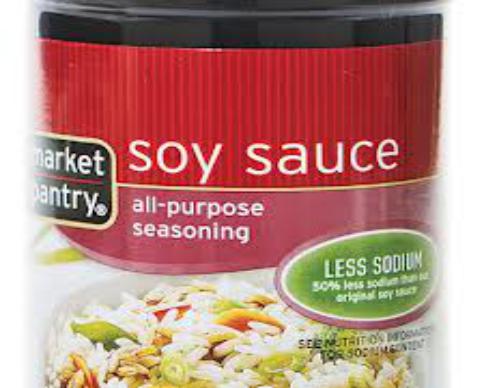 soy sauce
market
pantry®
all-purpose
seasoning
LESS SODIUM
50% less sodium than our
original soy sauce
SEE NUTRITION INFORMATION
FOR SODIUM CONTENT